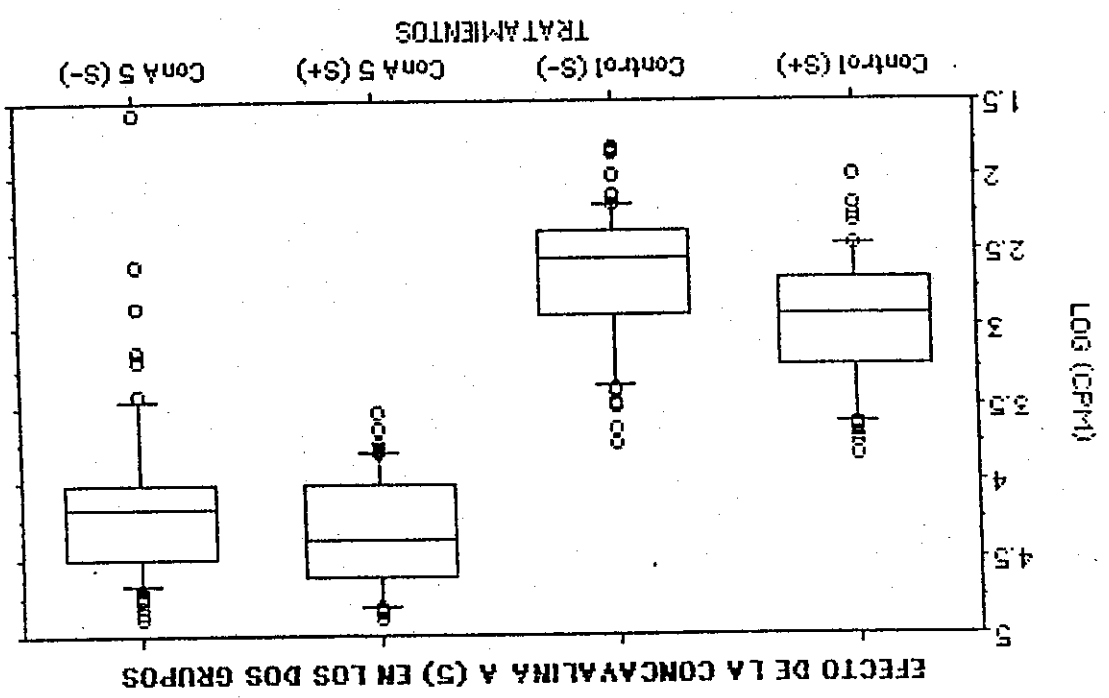 EFECTO DE LA CONCAVALINA A (5) EN LOS DOS GRUPOS
5
4.5
4
3.5
3
2.5
2
1.5
LOG (CPM)
Control (S+) Control (S-) ConA 5 (S+) ConA 5 (S-)
TRATAMIENTOS